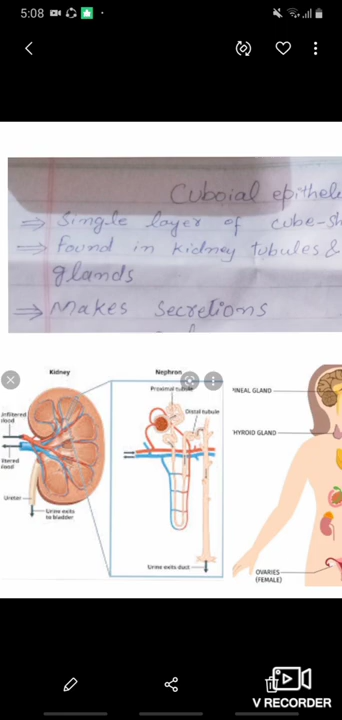 5:08
Cuboial epithele
⇒ Single layer of cube-sh
⇒ Found in kidney tubules &
glands
⇒ Makes secretions
Kidney
Nephron
Proximal tubule
Distal tubule
Unfiltered
blood
Filtered
blood
Ureter
Urine exits
to bladder
Urine exits duct
PINEAL GLAND
THYROID GLAND
OVARIES
(FEMALE)
V RECORDER